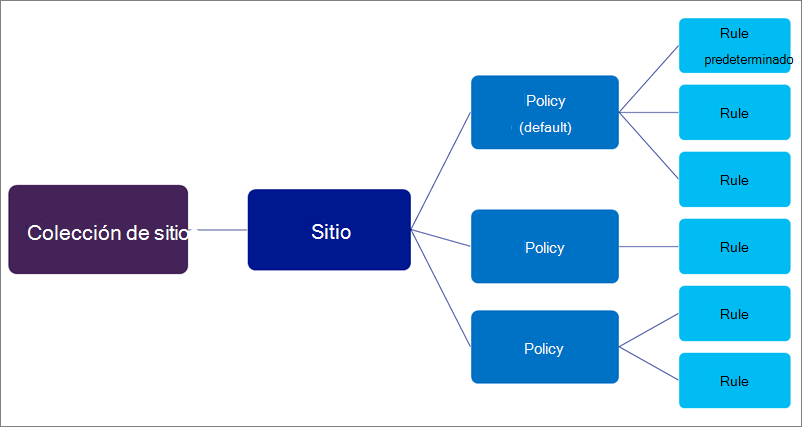 Colección de sitio
Sitio
Policy
(default)
Policy
Policy
Rule
predeterminado
Rule
Rule
Rule
Rule
Rule